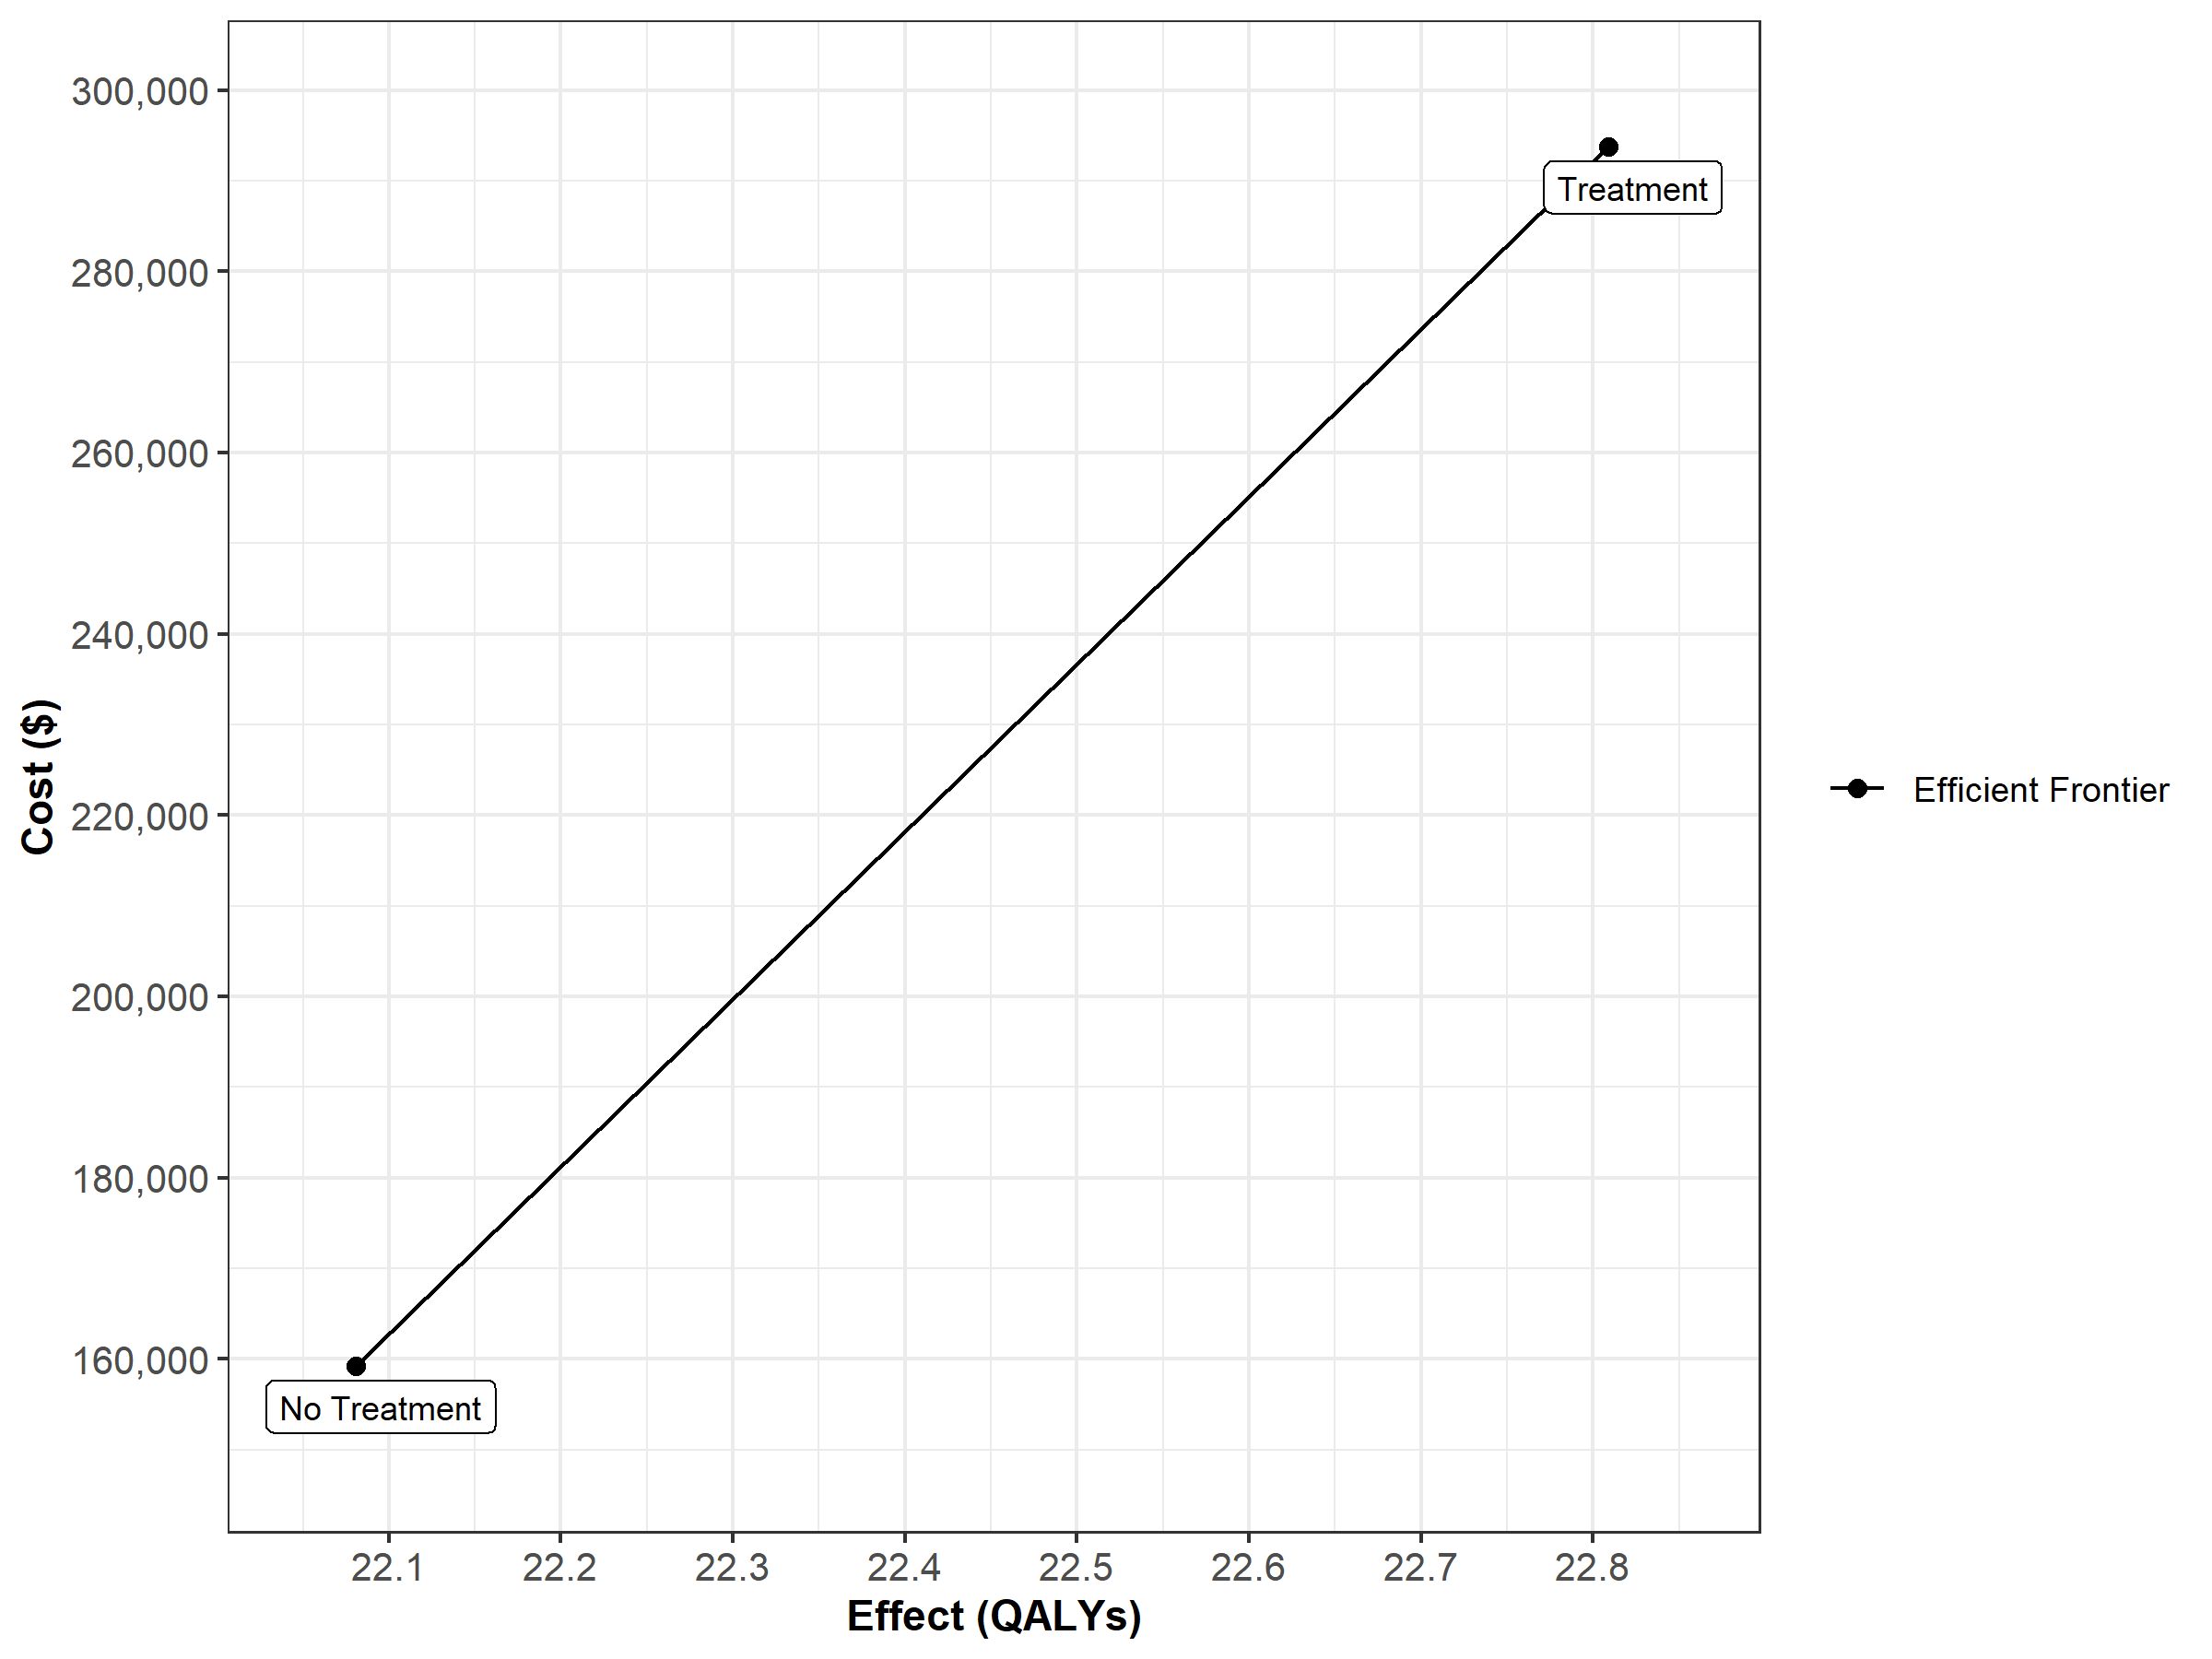 300,000
280,000
260,000
240,000
220,000
200,000
180,000
160,000
Cost ($)
Treatment
No Treatment
22.1 22.2 22.3 22.4 22.5 22.6 22.7 22.8
Effect (QALYs)
Efficient Frontier